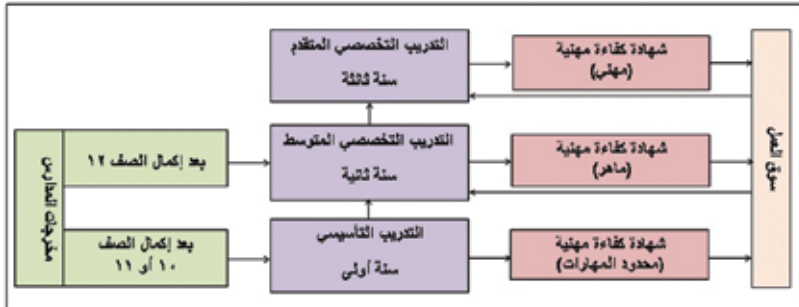 التدريب التخصصي المتقدم
سنة ثالثة
شهادة كفاءة مهنية
(مهني)
التدريب التخصصي المتوسط
سنة ثانية
شهادة كفاءة مهنية
(ماهر)
التدريب التأسيسي
سنة أولى
شهادة كفاءة مهنية
(محدود المهارات)
سوق العمل
بعد إكمال الصف ١٢
بعد إكمال الصف
١٠ أو ١١
مخرجات المدارس